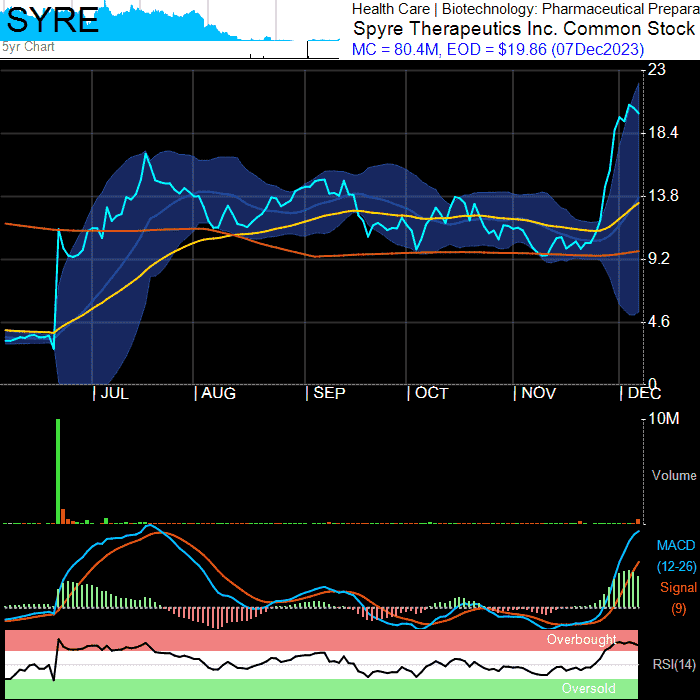 SYRE
5yr Chart
Health Care | Biotechnology: Pharmaceutical Prepara
Spyre Therapeutics Inc. Common Stock
MC = 80.4M, EOD = $19.86 (07Dec2023)
23
18.4
13.8
9.2
4.6
0
| JUL | AUG | SEP | OCT | NOV | DEC
10M
Volume
MACD
(12-26)
Signal
(9)
Overbought
RSI(14)
Oversold